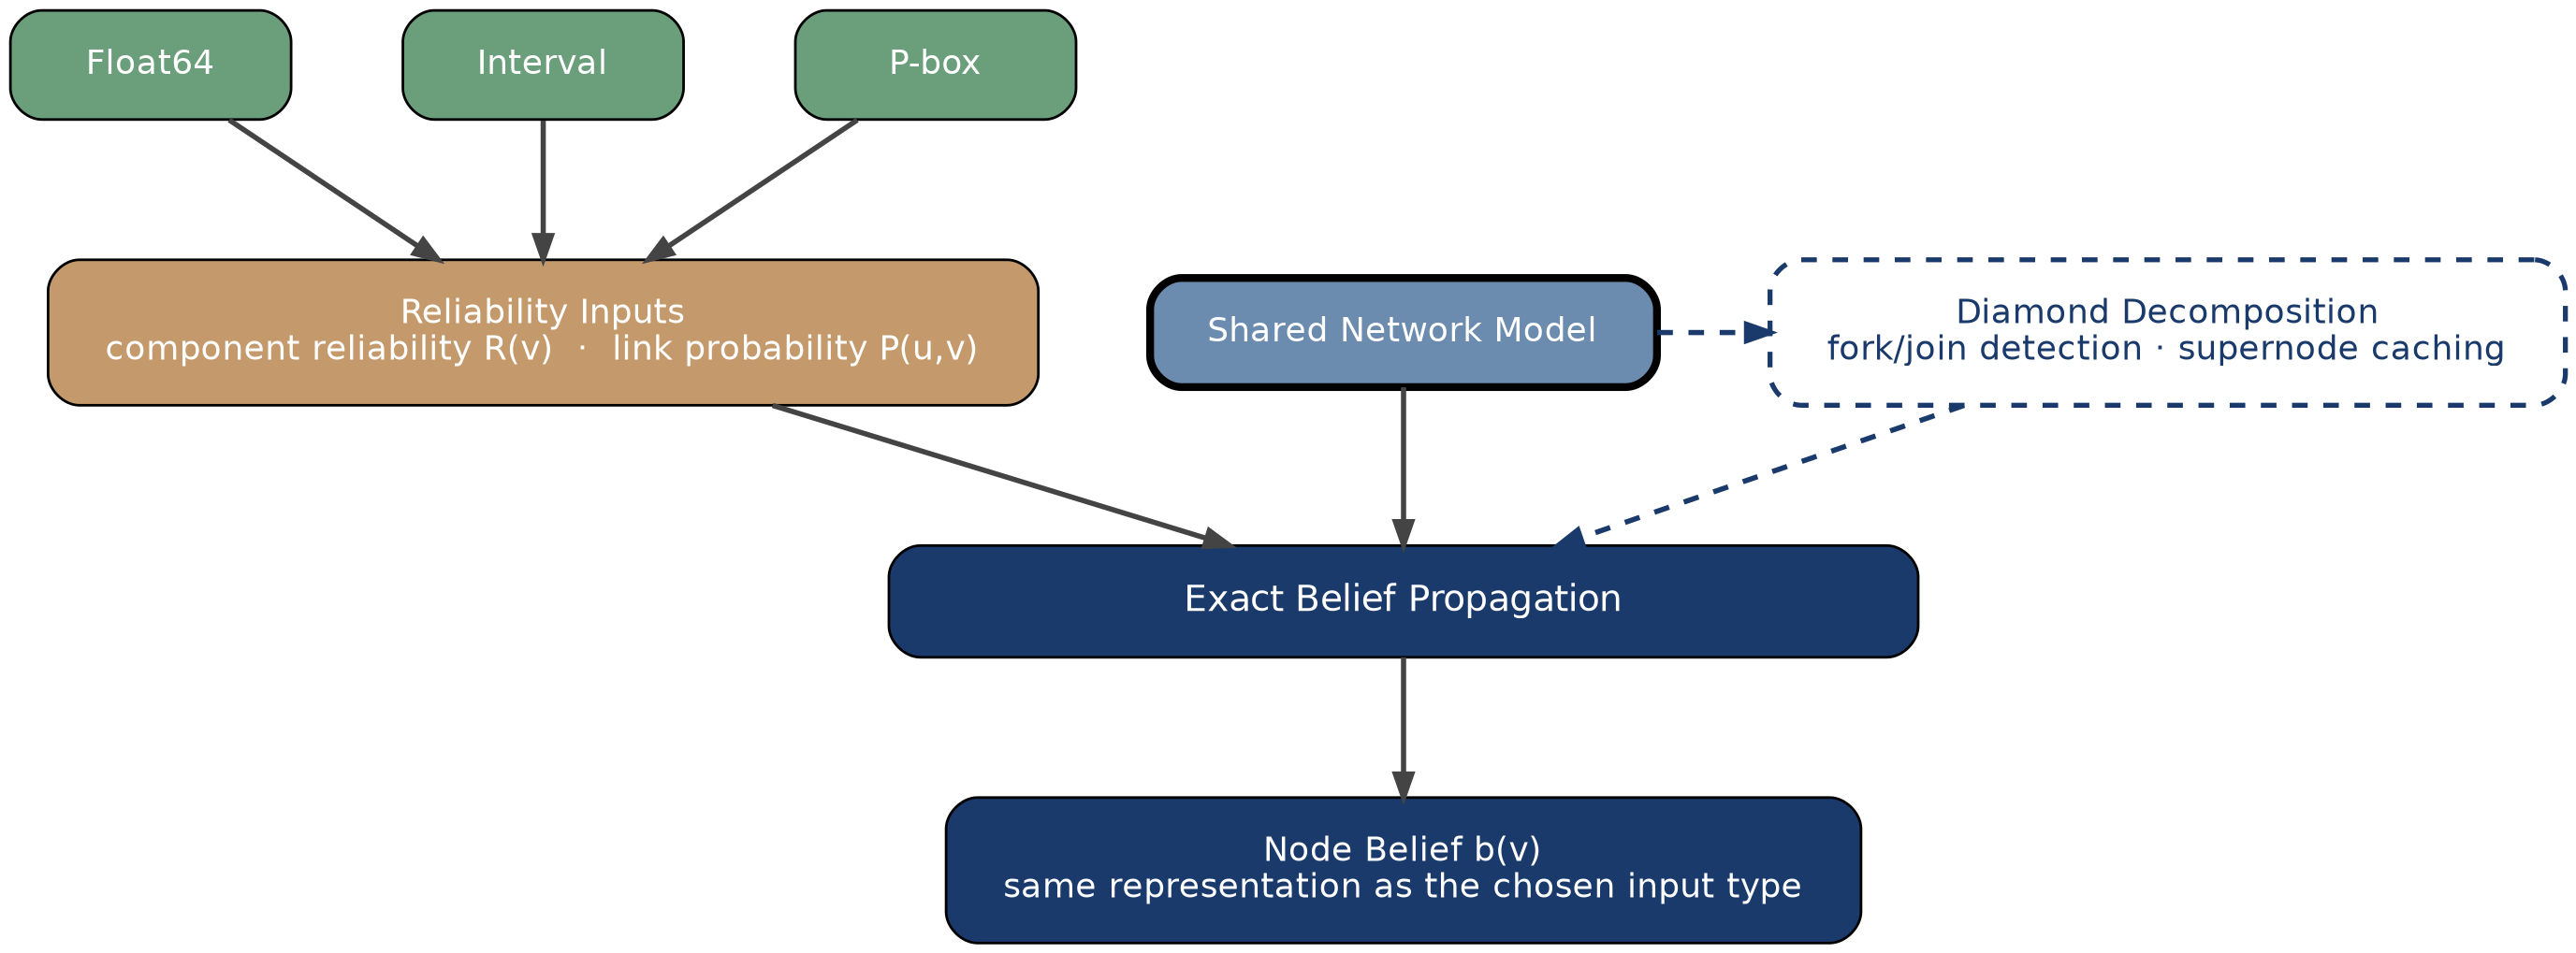 Float64
Interval
P-box
Reliability Inputs
component reliability R(v) · link probability P(u,v)
Shared Network Model
Diamond Decomposition
fork/join detection · supernode caching
Exact Belief Propagation
Node Belief b(v)
same representation as the chosen input type